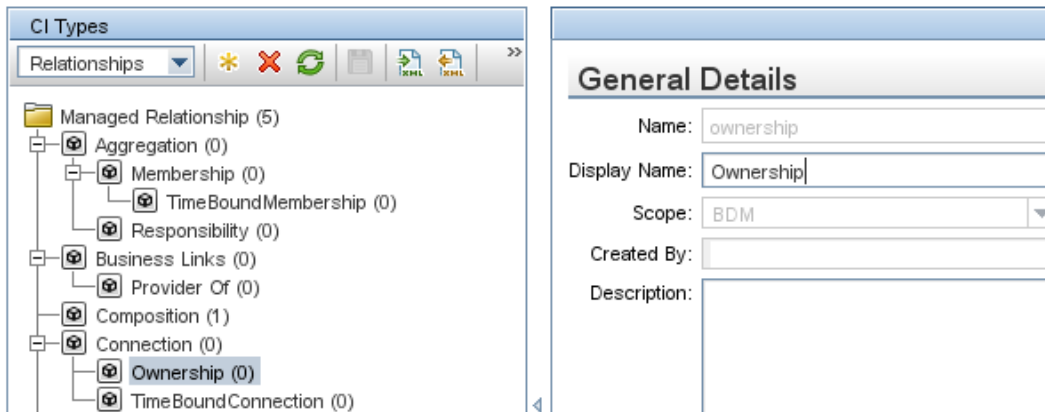 CI Types
Relationships
XML
XML
»
Managed Relationship (5)
Aggregation (0)
Membership (0)
TimeBoundMembership (0)
Responsibility (0)
Business Links (0)
Provider Of (0)
Composition (1)
Connection (0)
Ownership (0)
TimeBoundConnection (0)
General Details
Name: ownership
Display Name: Ownership
Scope: BDM
Created By:
Description: